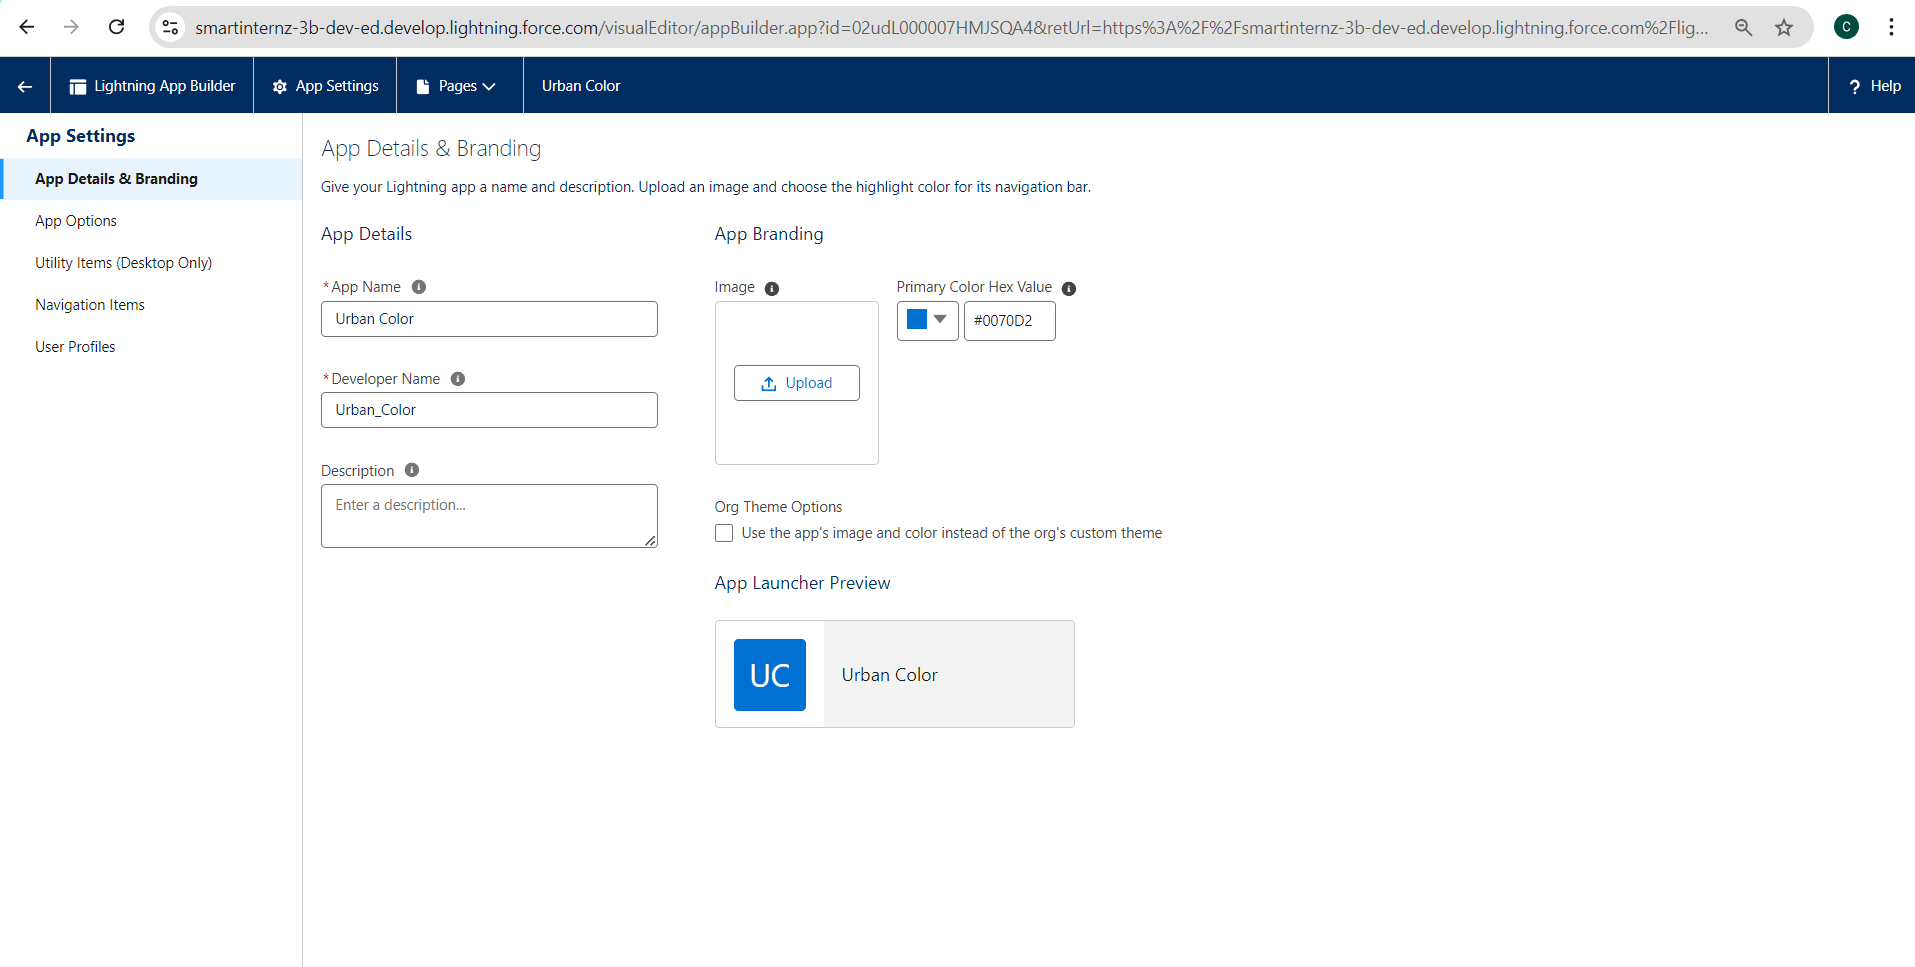 smartinternz-3b-dev-ed.develop.lightning.force.com/visualEditor/appBuilder.app?id=02udL000007HMJSQA4&retUrl=https%3A%2F%2Fsmartinternz-3b-dev-ed.develop.lightning.force.com%2Flig...
C
Lightning App Builder
App Settings
Pages
Urban Color
? Help
App Settings
App Details & Branding
App Options
Utility Items (Desktop Only)
Navigation Items
User Profiles
App Details & Branding
Give your Lightning app a name and description. Upload an image and choose the highlight color for its navigation bar.
App Details
*App Name
Urban Color
*Developer Name
Urban_Color
Description
Enter a description...
App Branding
Image
Upload
Primary Color Hex Value
#0070D2
Org Theme Options
Use the app's image and color instead of the org's custom theme
App Launcher Preview
UC
Urban Color